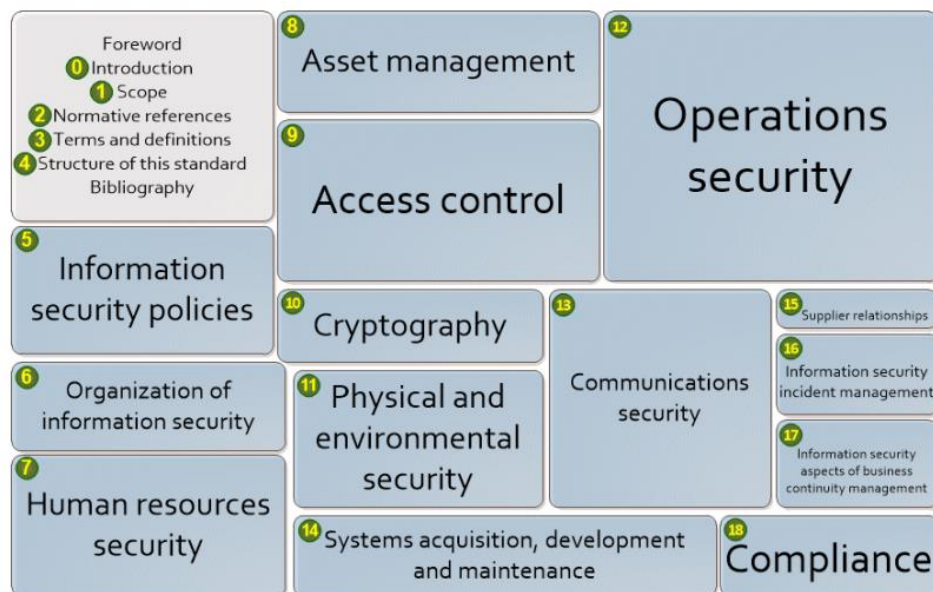 Foreword
0 Introduction
1 Scope
2 Normative references
3 Terms and definitions
4 Structure of this standard
Bibliography
5 Information
security policies
6 Organization of
information security
7 Human resources
security
8 Asset management
9 Access control
10 Cryptography
11 Physical and
environmental
security
12 Operations
security
13 Communications
security
14 Systems acquisition, development
and maintenance
15 Supplier relationships
16 Information security
incident management
17 Information security
aspects of business
continuity management
18 Compliance